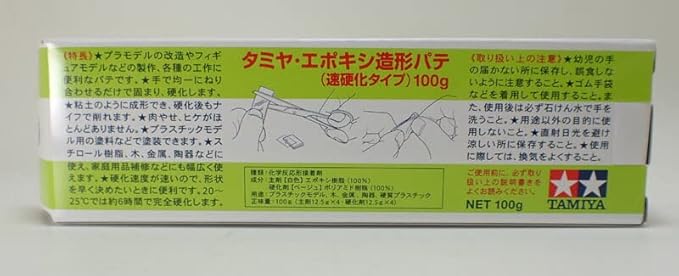 《特長》★プラモデルの改造やフィギ
ュアモデルなどの製作、各種の工作に
便利なパテです。★手で均一にねり
合わせるだけで固まり、硬化します。
★粘土のように成形でき、硬化後もナ
イフで削れます。★肉やせ、ヒケがほ
とんどありません。★プラスチックモデ
ル用の塗料などで塗装できます。★ス
チロール樹脂、木、金属、陶器などに
使え、家庭用品補修などにも幅広く使
えます。★硬化速度が速いので、形状
を早く決めたいときに便利です。20〜
25℃では約6時間で完全硬化します。
タミヤ・エポキシ造形パテ
(速硬化タイプ)100g
種類:化学反応形接着剤
成分:主剤【白色】エポキシ樹脂(100%)
硬化剤【ベージュ】ポリアミド樹脂(100%)
用途:プラスチックモデル、木、金属、陶器、硬質プラスチック
正味量・100g(主剤12.5g×4・硬化剤12.5g×4)
《取り扱い上の注意》★幼児の手
の届かない所に保存し、誤食しな
いように注意すること。★ゴム手袋
などを着用して使用すること。ま
た、使用後は必ず石けん水で手を
洗うこと。★用途以外の目的に使
用しないこと。★直射日光を避け
涼しい所に保存すること。★使用
に際しては、換気をよくすること。
ご使用前に、必ず取り
扱い上の説明書きを
よくお読みください。
NET 100g
TAMIYA